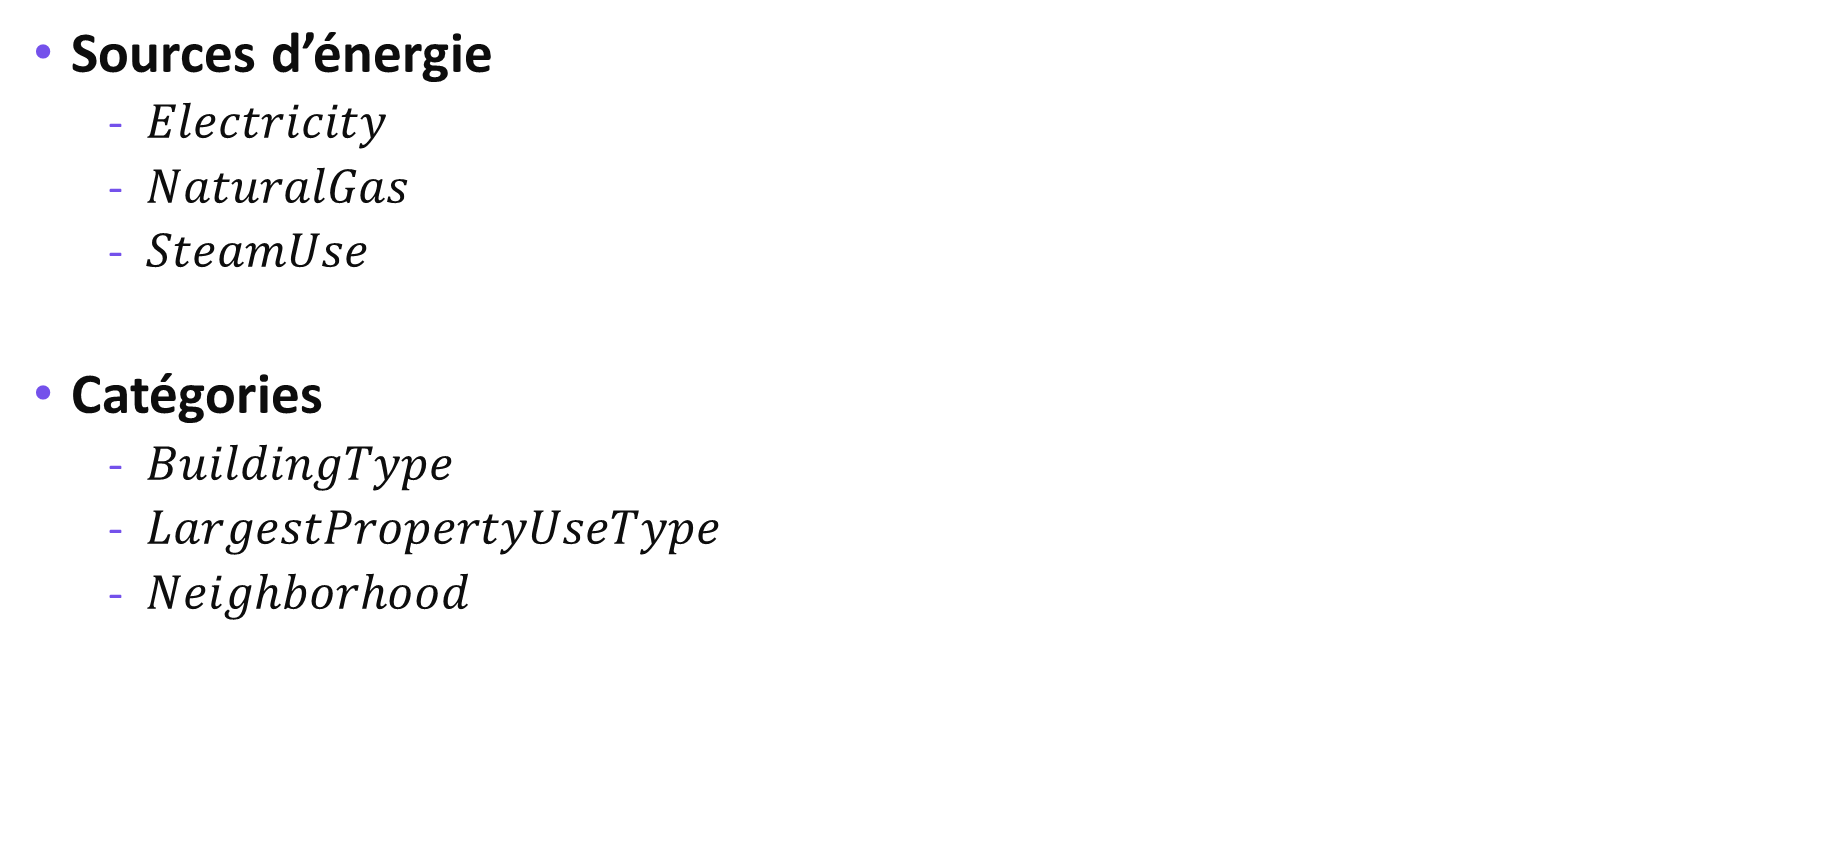 • Sources d’énergie
- Electricity
- NaturalGas
- SteamUse
• Catégories
- BuildingType
- LargestPropertyUseType
- Neighborhood